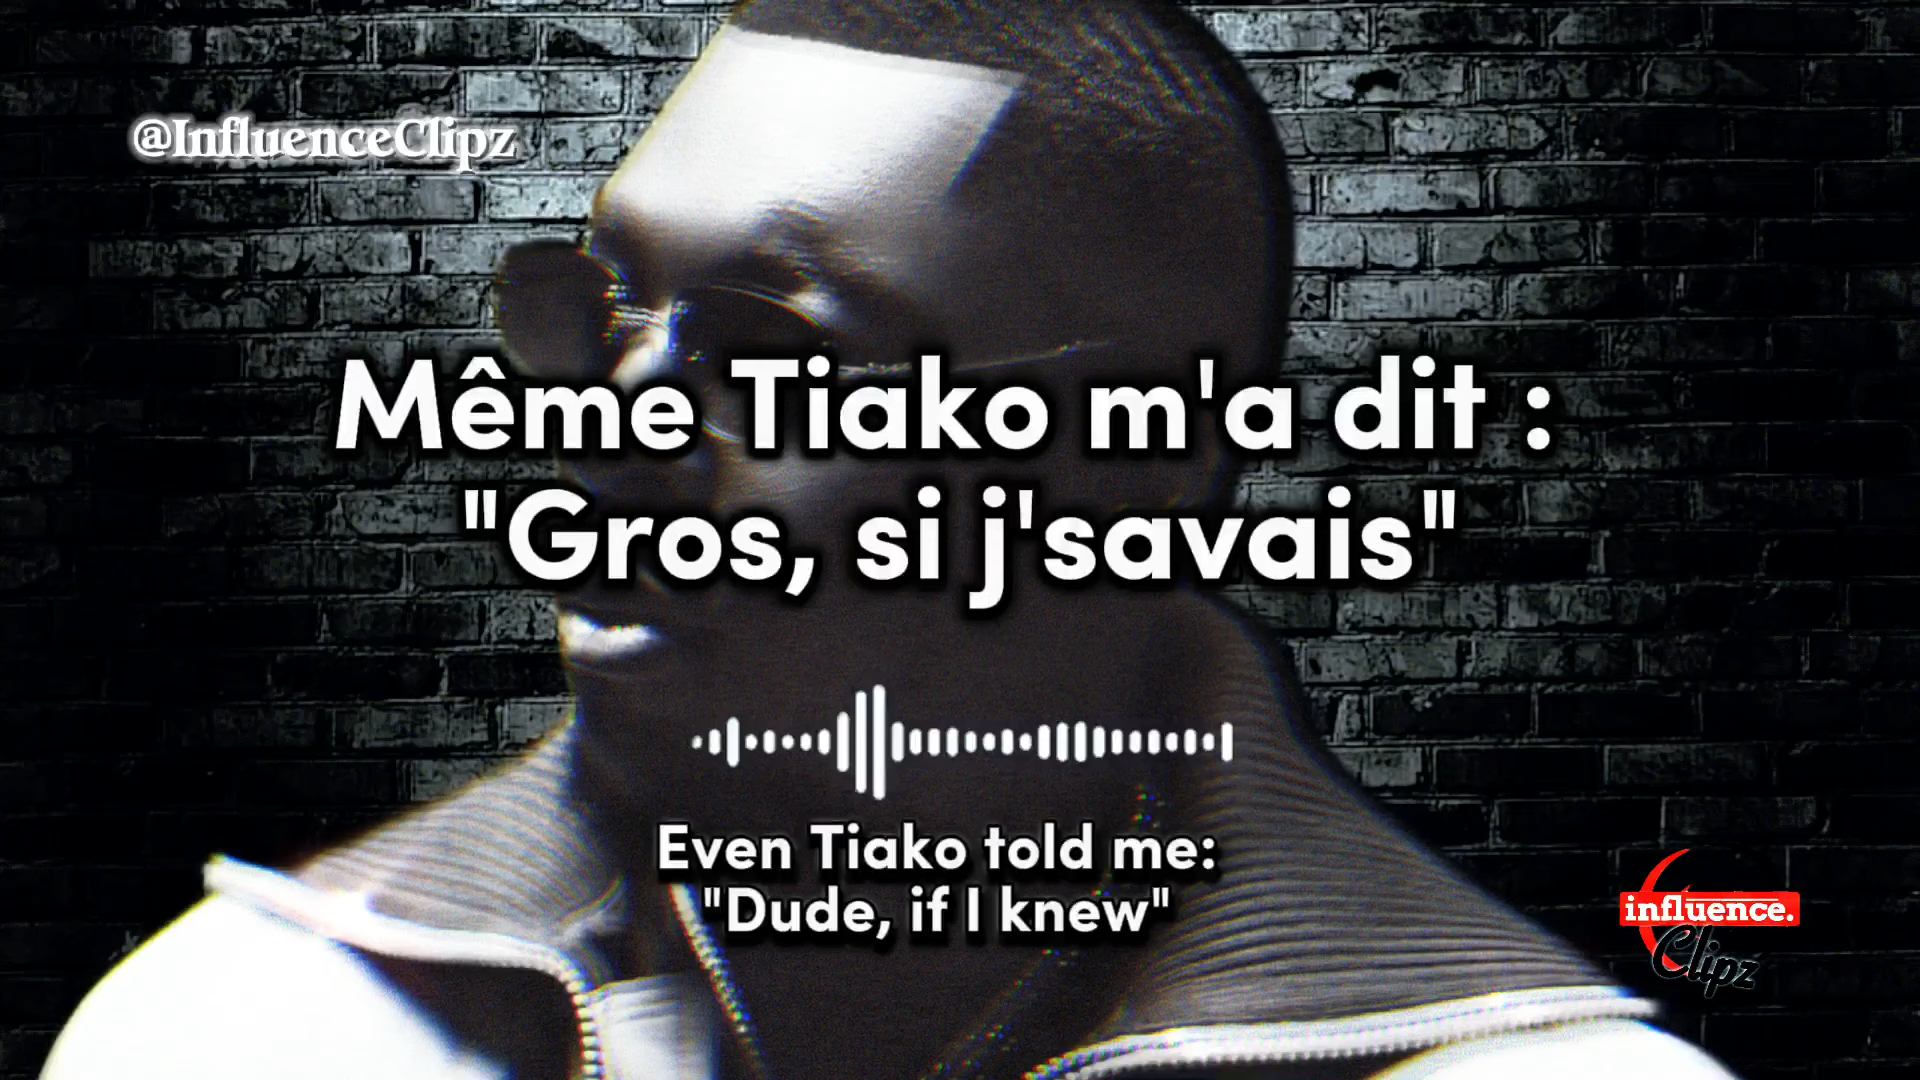 @InfluenceClipz
Même Tiako m'a dit :
"Gros, si j'savais"
Even Tiako told me:
"Dude, if I knew"
influence.
Clipz